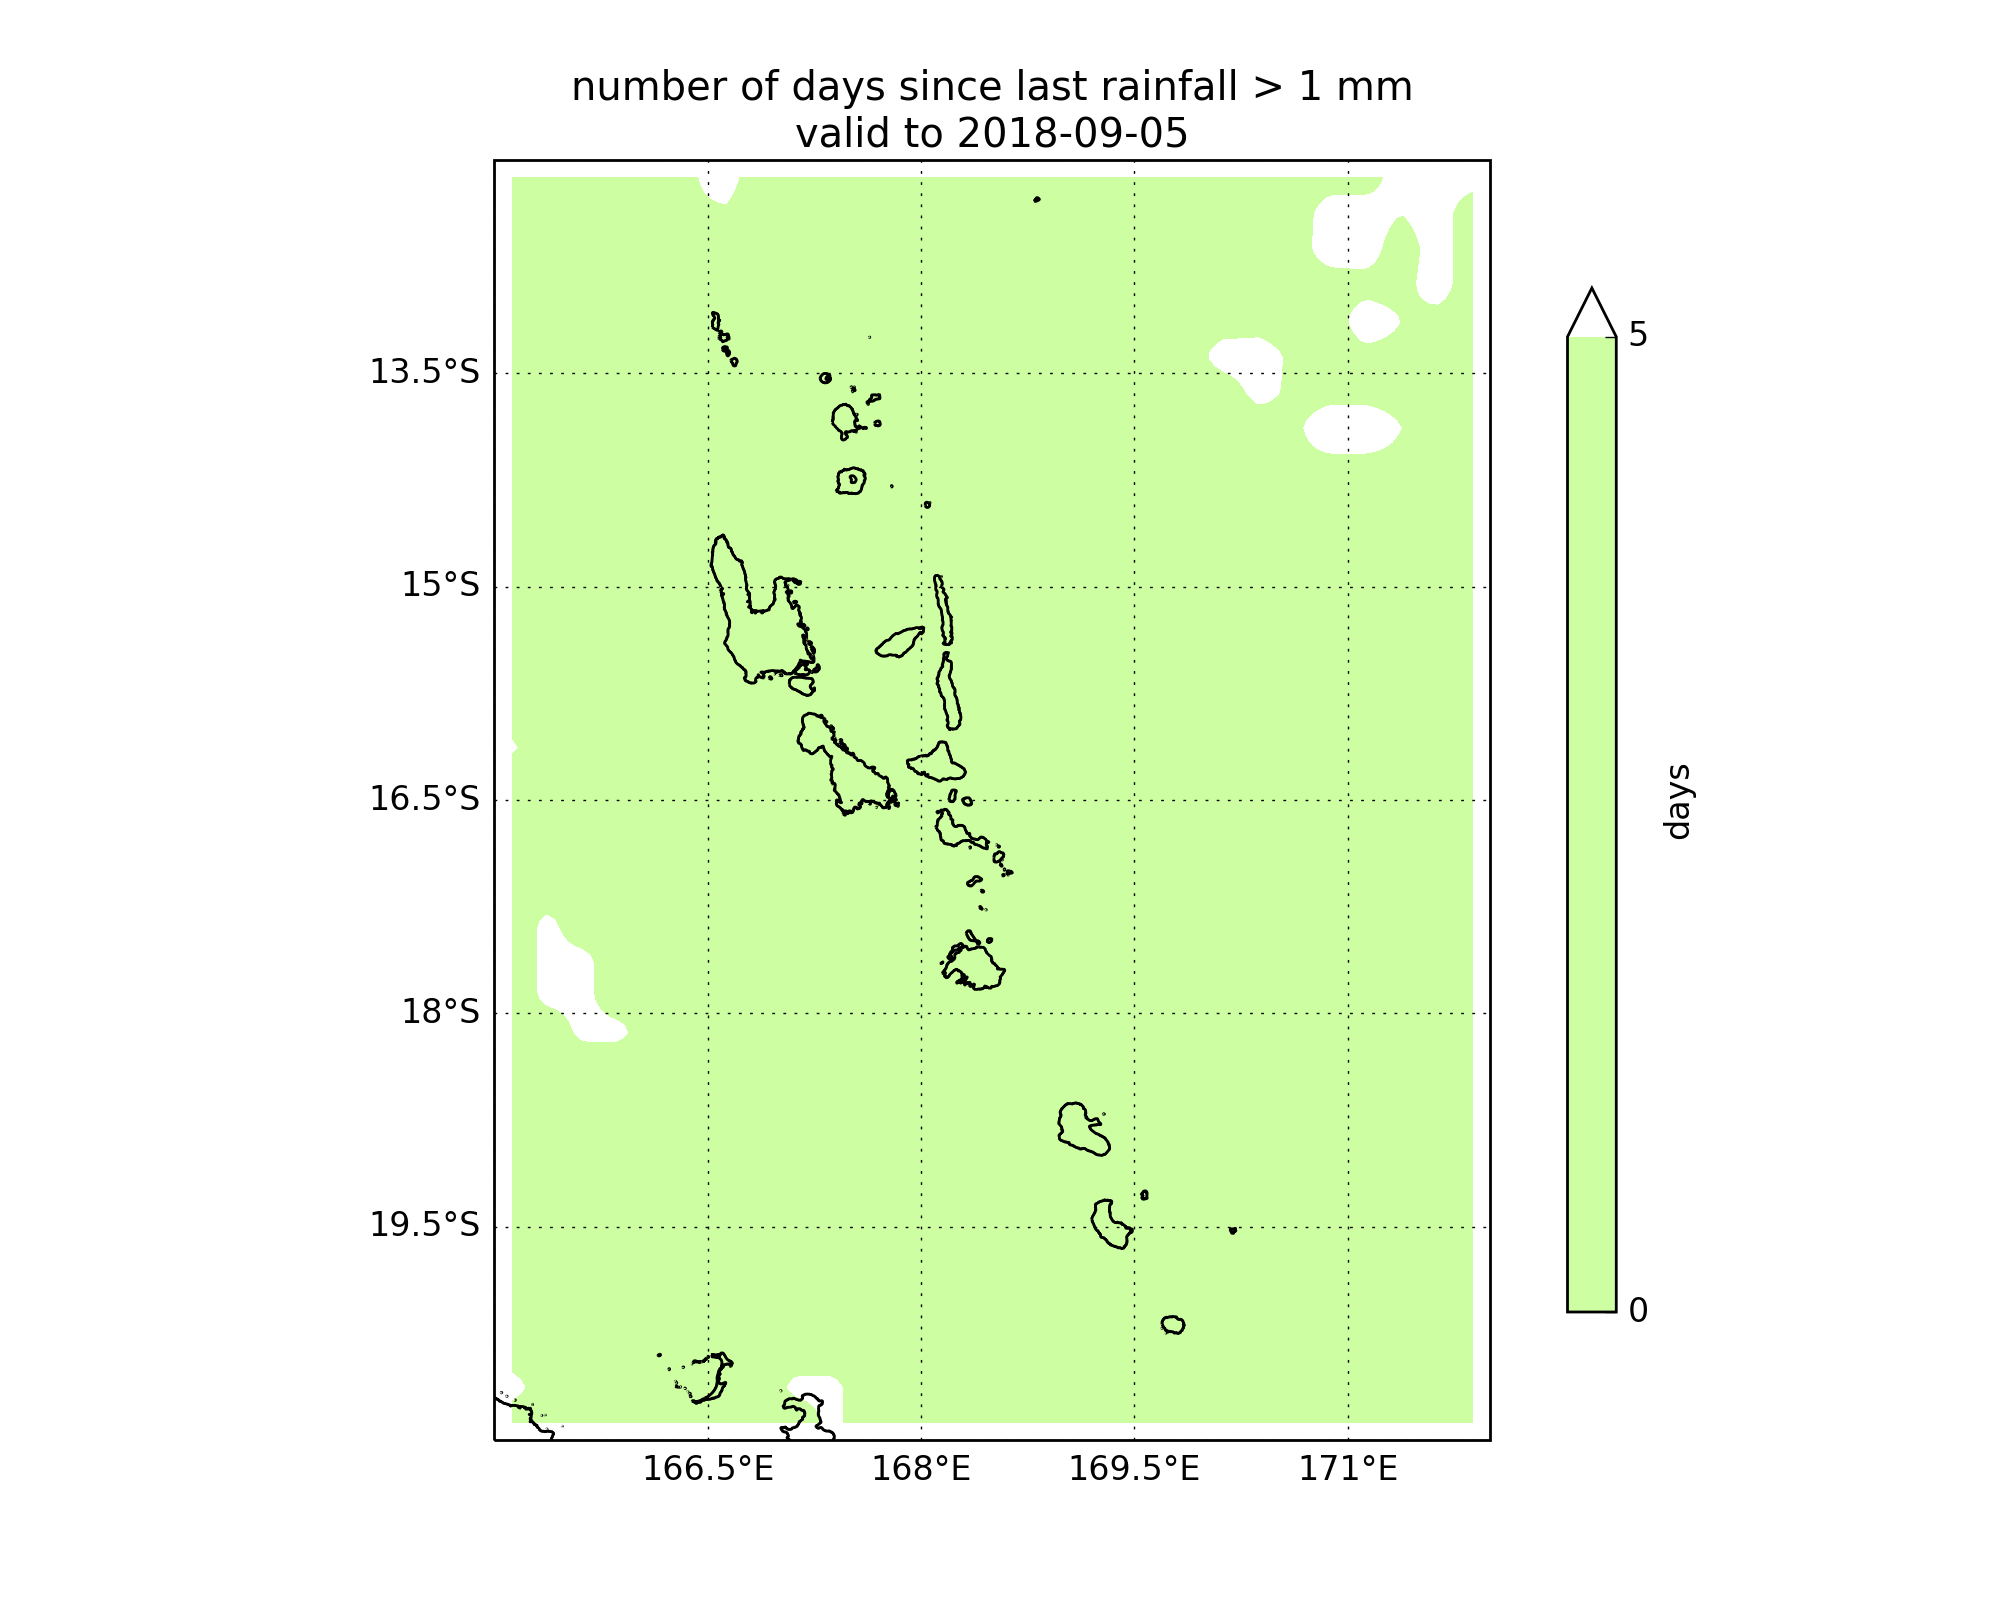 number of days since last rainfall > 1 mm
valid to 2018-09-05
13.5°S
15°S
16.5°S
18°S
19.5°S
166.5°E
168°E
169.5°E
171°E
5
0
days